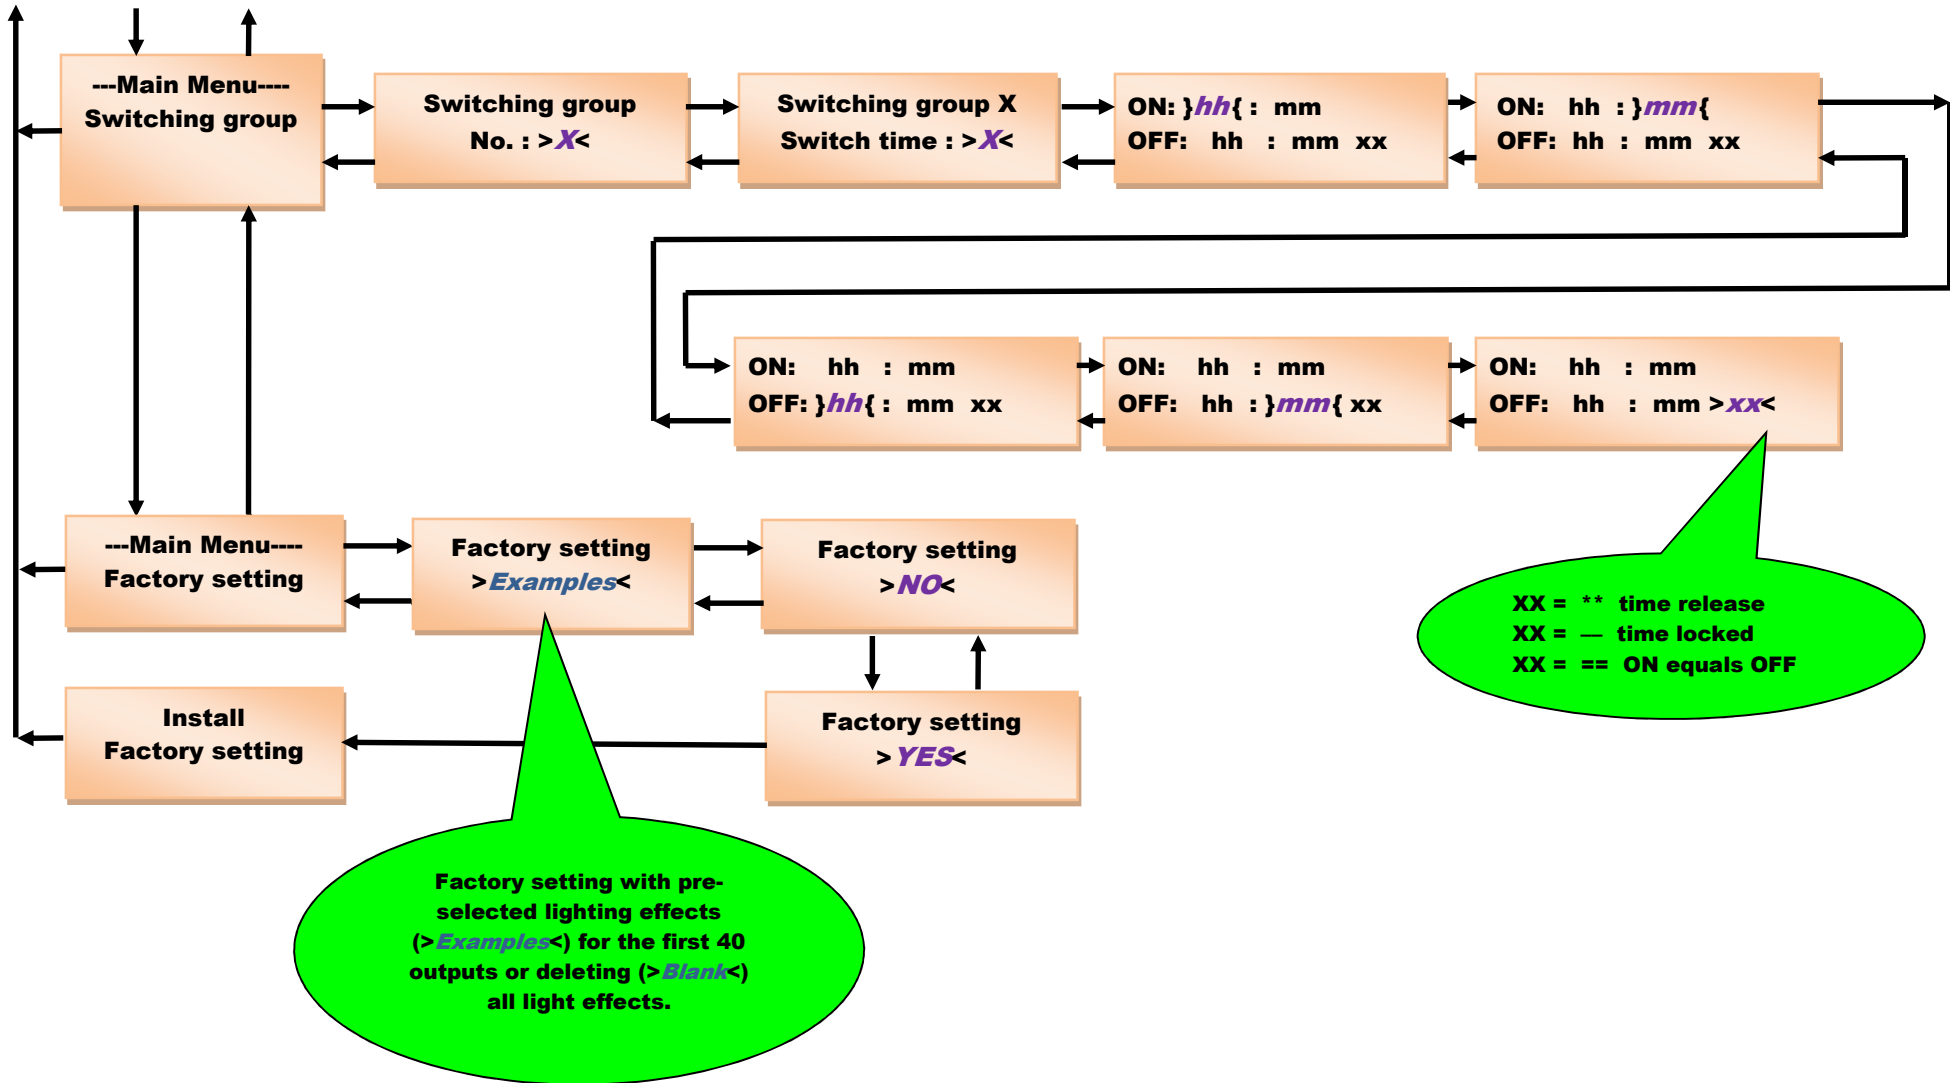 ---Main Menu----
Switching group
Switching group
No. : >X<
Switching group X
Switch time : >X<
ON: }hh{ : mm
OFF: hh : mm xx
ON: hh : }mm{
OFF: hh : mm xx
ON: hh : mm
OFF: }hh{ : mm xx
ON: hh : mm
OFF: hh : }mm{ xx
ON: hh : mm
OFF: hh : mm >xx<
---Main Menu----
Factory setting
Factory setting
>Examples<
Factory setting
>NO<
XX = ** time release
XX = — time locked
XX = == ON equals OFF
Install
Factory setting
Factory setting
>YES<
Factory setting with pre-
selected lighting effects
(>Examples<) for the first 40
outputs or deleting (>Blank<)
all light effects.